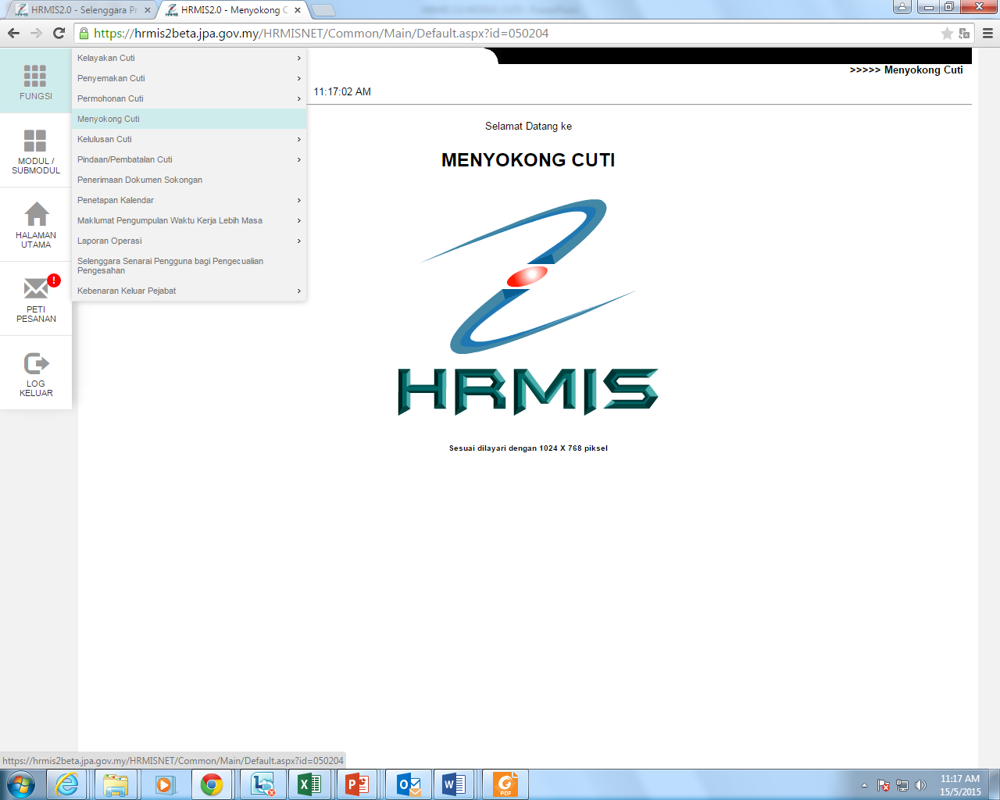 HRMIS2.0 - Selenggara Pr
HRMIS2.0 - Menyokong C
https://hrmis2beta.jpa.gov.my/HRMISNET/Common/Main/Default.aspx?id=050204
FUNGSI
MODUL /
SUBMODUL
HALAMAN
UTAMA
!
PETI
PESANAN
LOG
KELUAR
Kelayakan Cuti
Penyemakan Cuti
Permohonan Cuti
Menyokong Cuti
Kelulusan Cuti
Pindaan/Pembatalan Cuti
Penerimaan Dokumen Sokongan
Penetapan Kalendar
Maklumat Pengumpulan Waktu Kerja Lebih Masa
Laporan Operasi
Selenggara Senarai Pengguna bagi Pengecualian
Pengesahan
Kebenaran Keluar Pejabat
>>>>> Menyokong Cuti
11:17:02 AM
Selamat Datang ke
MENYOKONG CUTI
HRMIS
Sesuai dilayari dengan 1024 X 768 piksel
https://hrmis2beta.jpa.gov.my/HRMISNET/Common/Main/Default.aspx?id=050204
PDF
11:17 AM
15/5/2015